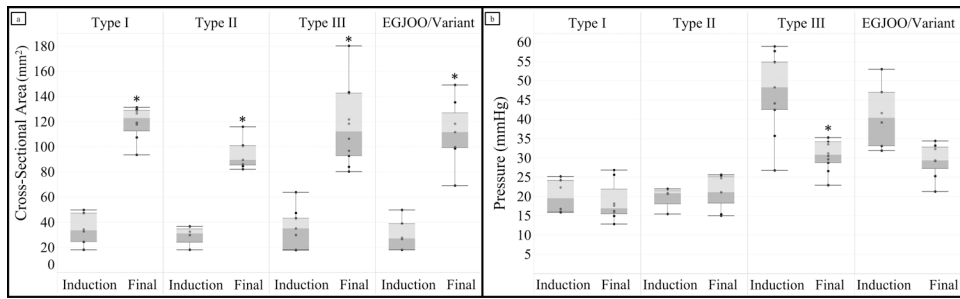 a
Type I Type II Type III EGJOO/Variant
Cross-Sectional Area (mm²)
180
160
140
120
100
80
60
40
20
0
* * * *
Induction Final Induction Final Induction Final Induction Final
b
Type I Type II Type III EGJOO/Variant
Pressure (mmHg)
60
55
50
45
40
35
30
25
20
15
10
5
*
Induction Final Induction Final Induction Final Induction Final